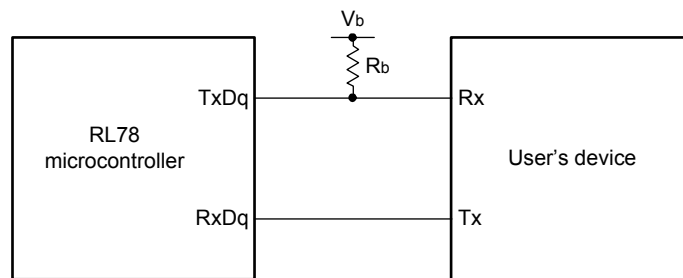 Vb
Rb
TxDq
Rx
RL78
microcontroller
User's device
RxDq
Tx